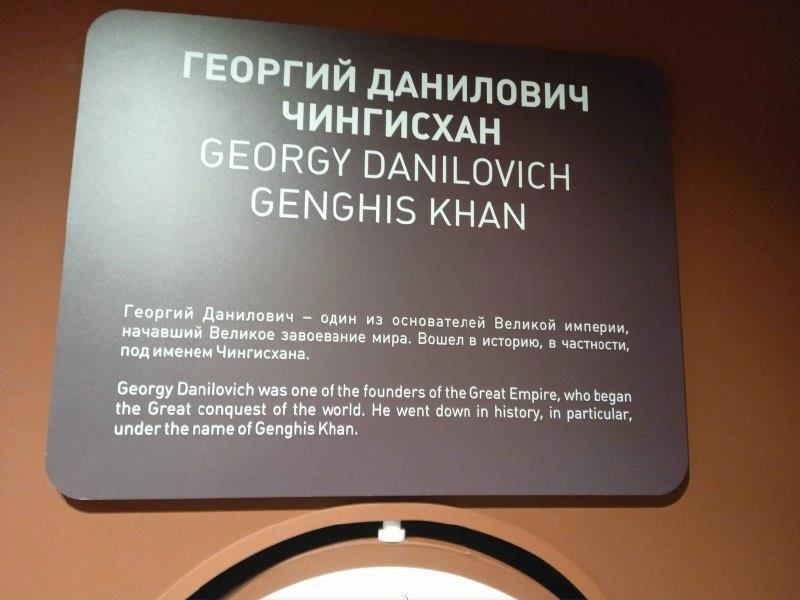 ГЕОРГИЙ ДАНИЛОВИЧ
ЧИНГИСХАН
GEORGY DANILOVICH
GENGHIS KHAN
Георгий Данилович – один из основателей Великой империи,
начавший Великое завоевание мира. Вошел в историю, в частности,
под именем Чингисхана.
Georgy Danilovich was one of the founders of the Great Empire, who began
the Great conquest of the world. He went down in history, in particular,
under the name of Genghis Khan.